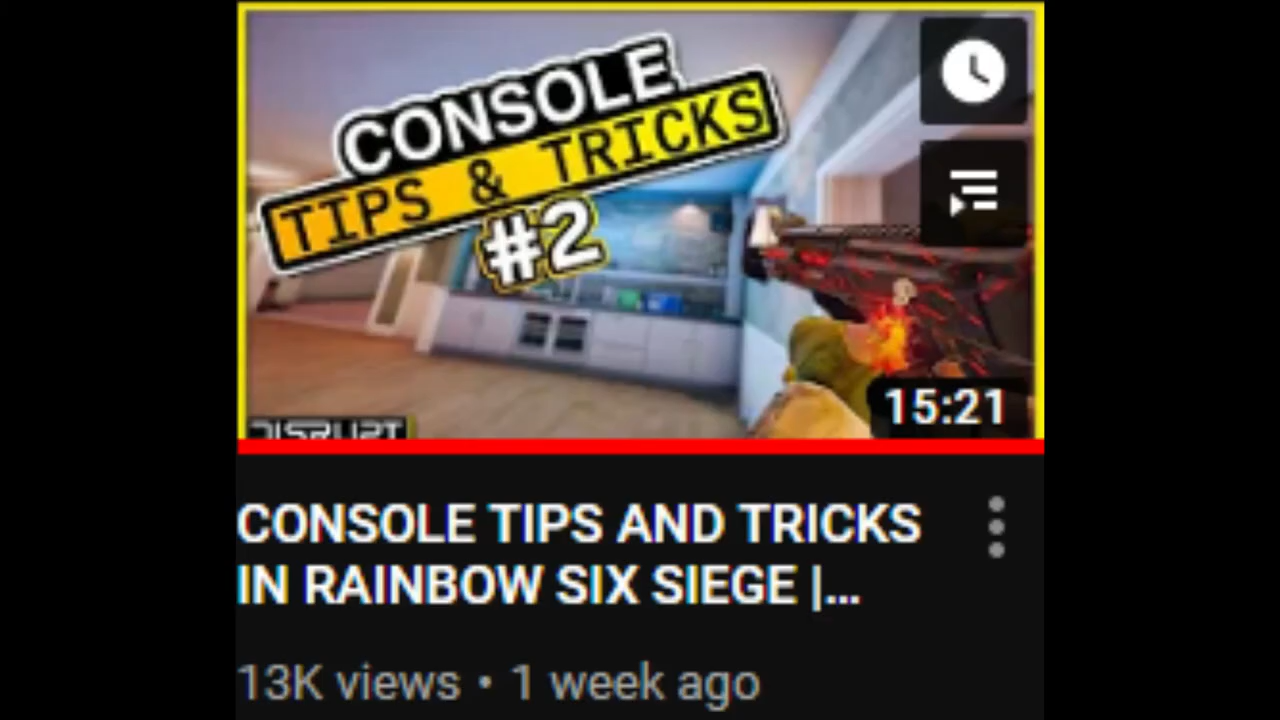 CONSOLE
TIPS & TRICKS
#2
15:21
DISRUPT
CONSOLE TIPS AND TRICKS
IN RAINBOW SIX SIEGE |...
13K views • 1 week ago